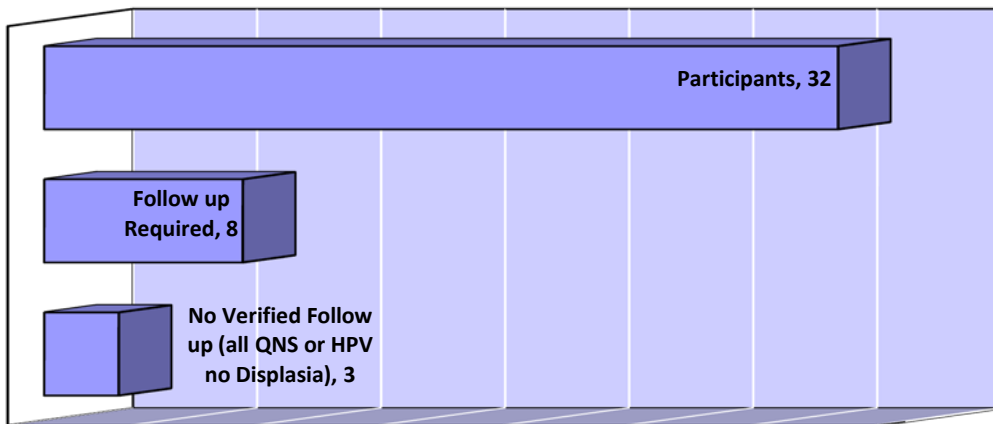 Participants, 32
Follow up
Required, 8
No Verified Follow
up (all QNS or HPV
no Displasia), 3